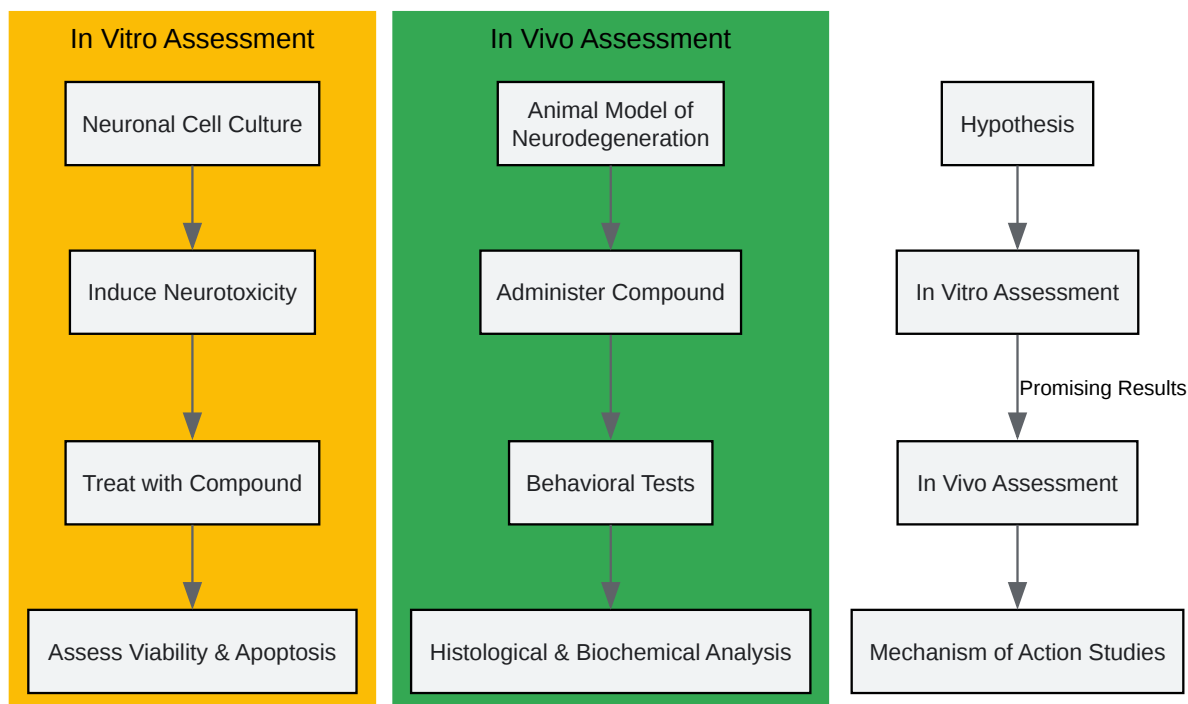 In Vitro Assessment
Neuronal Cell Culture
Induce Neurotoxicity
Treat with Compound
Assess Viability & Apoptosis
In Vivo Assessment
Animal Model of
Neurodegeneration
Administer Compound
Behavioral Tests
Histological & Biochemical Analysis
Hypothesis
In Vitro Assessment
Promising Results
In Vivo Assessment
Mechanism of Action Studies